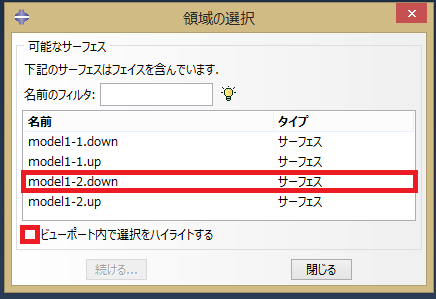 領域の選択
可能なサーフェス
下記のサーフェスはフェイスを含んでいます.
名前のフィルタ:
名前 タイプ
model1-1.down サーフェス
model1-1.up サーフェス
model1-2.down サーフェス
model1-2.up サーフェス
ビューポート内で選択をハイライトする
続ける... 閉じる